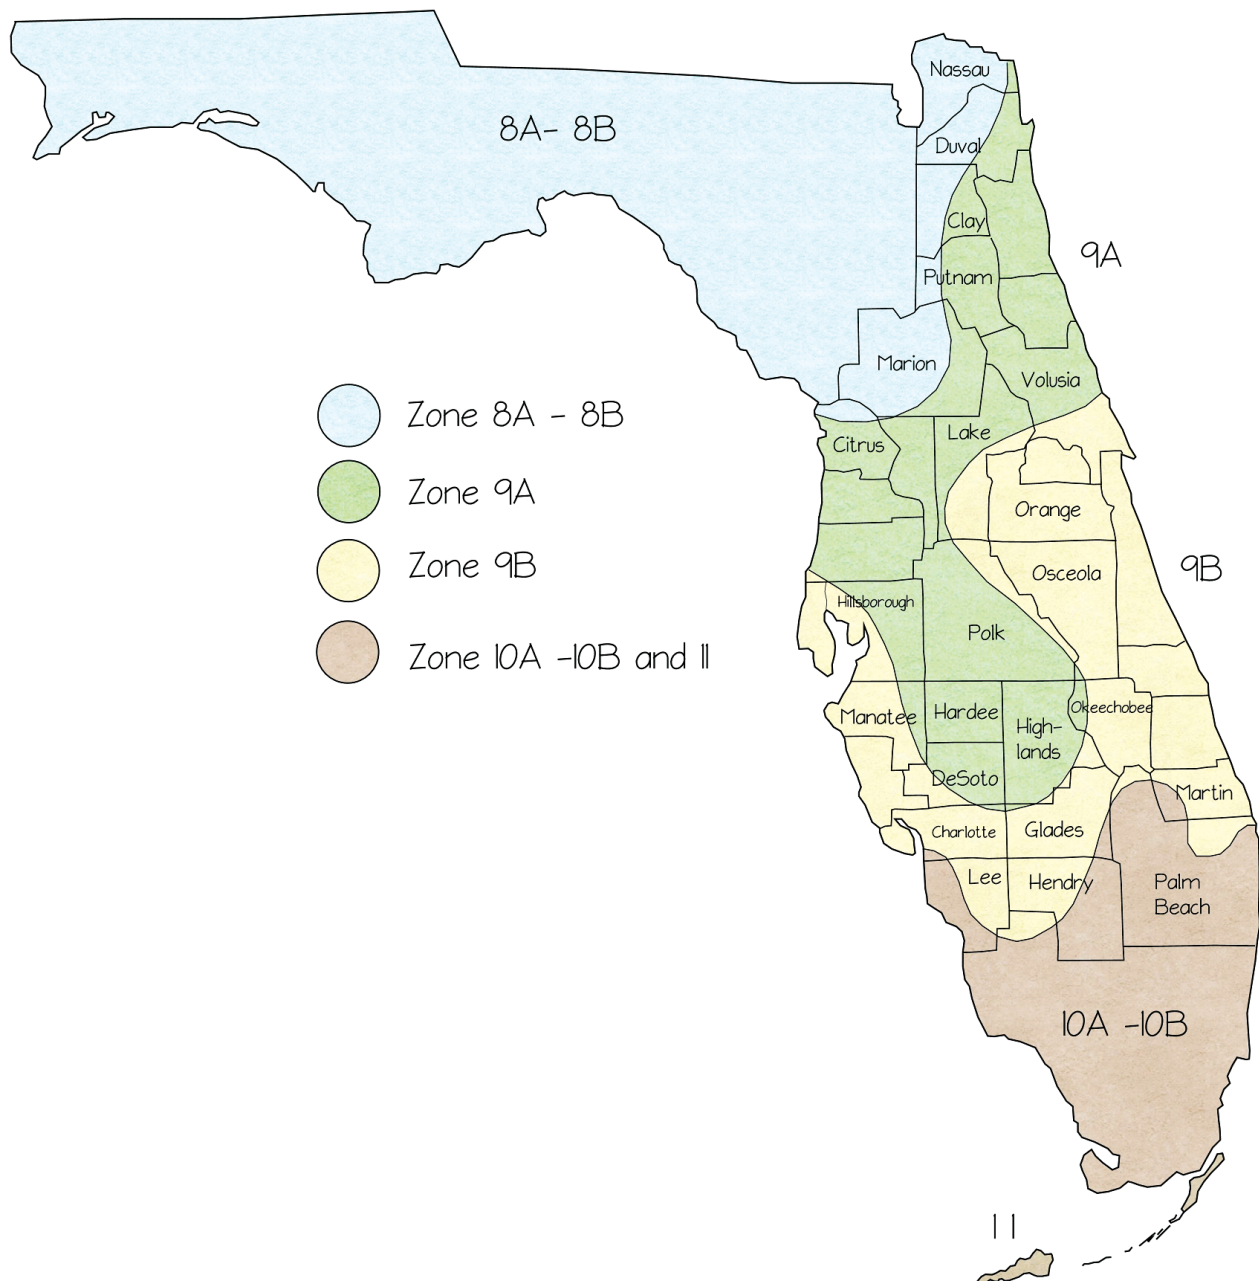 Nassau
8A- 8B
Duval
Clay
9A
Putnam
Marion
Volusia
Zone 8A - 8B
Lake
Citrus
Zone 9A
Orange
Zone 9B
Osceola
9B
Hillsborough
Polk
Zone 10A -10B and 11
Manatee
Hardee
Okeechobee
High-
lands
DeSoto
Martin
Charlotte
Glades
Lee
Hendry
Palm
Beach
10A -10B
11